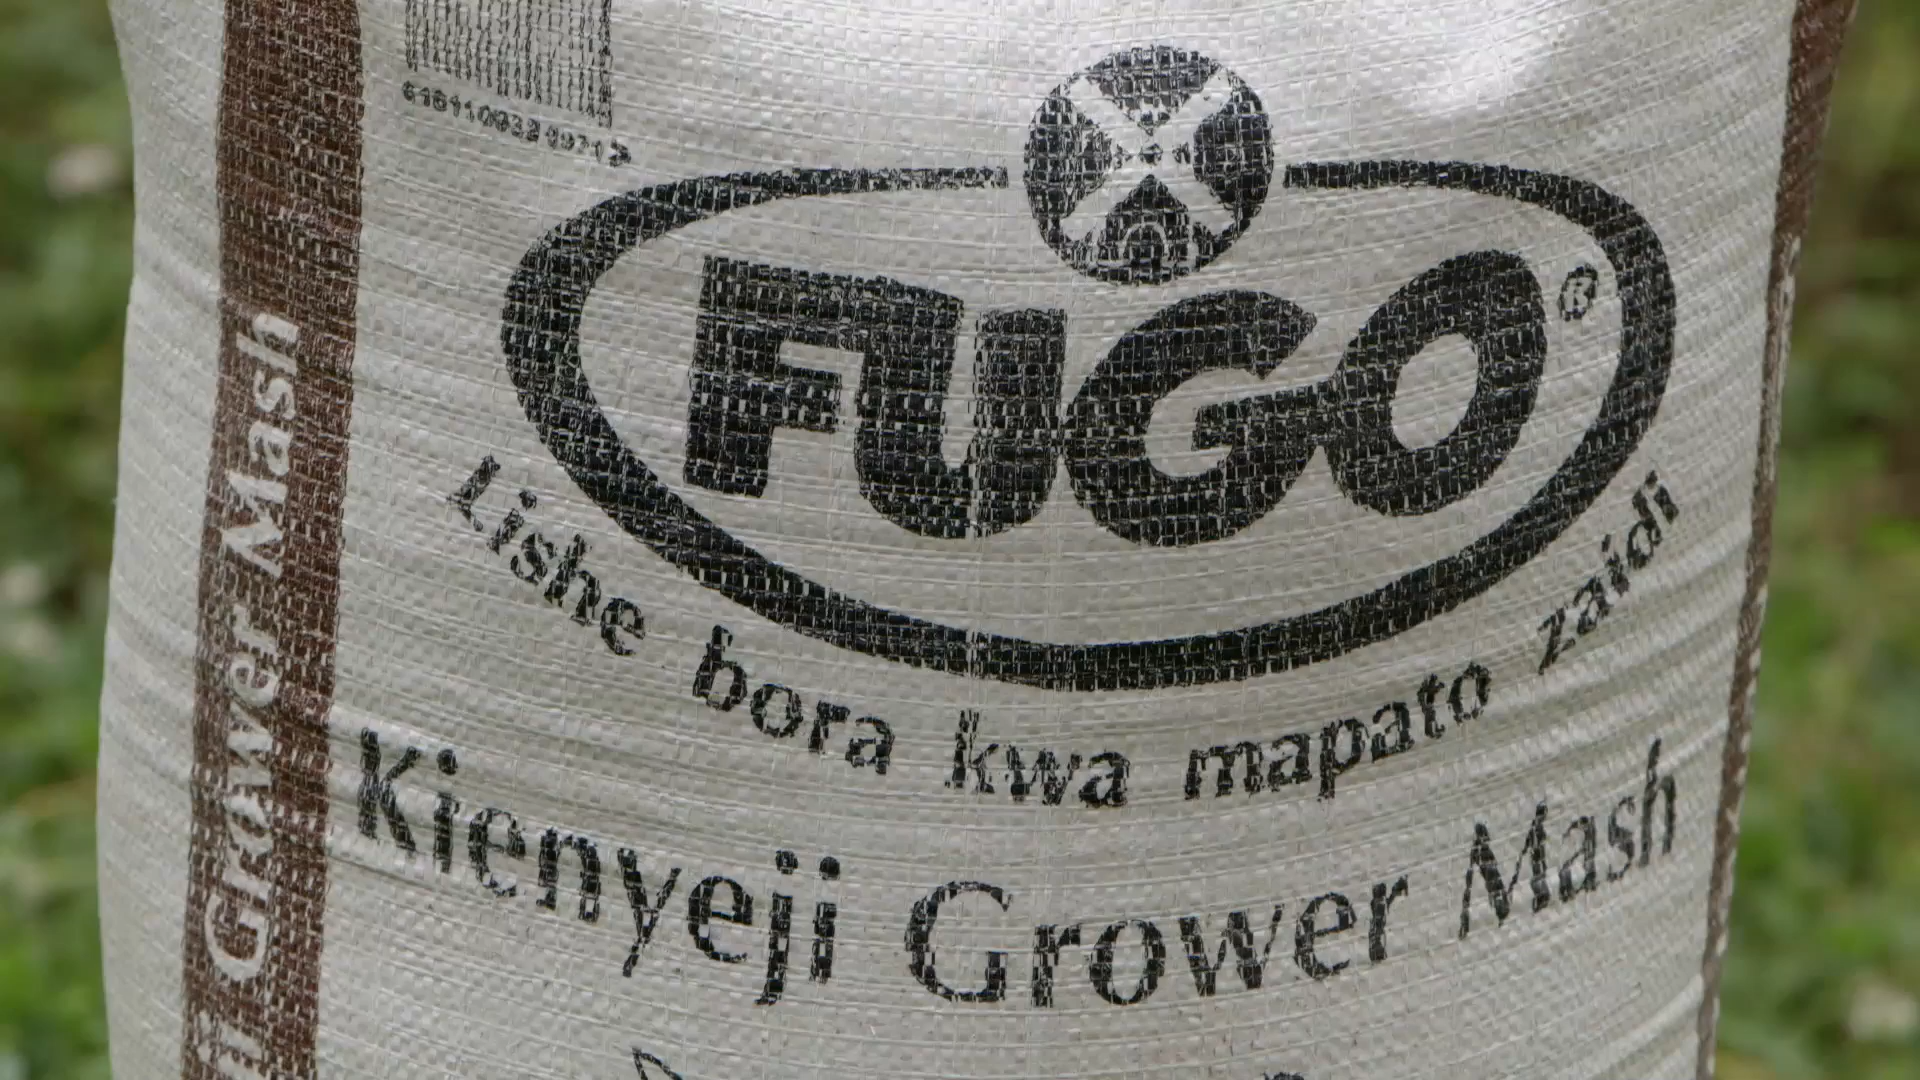 FUGO®
Lishe bora kwa mapato zaidi
Kienyeji Grower Mash
Grower Mash